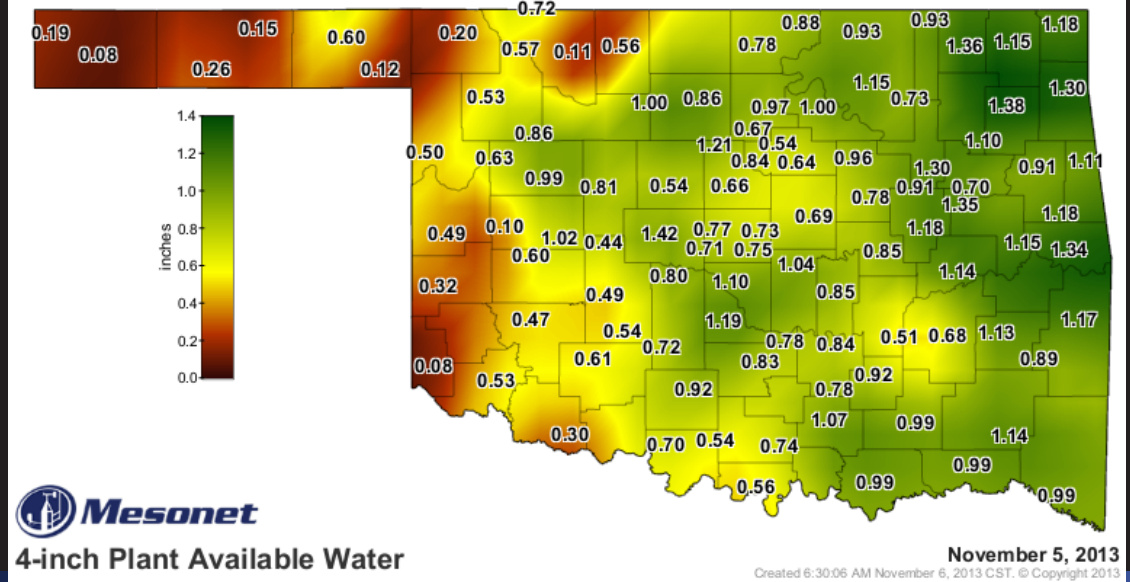 0.72
0.88 0.93 0.93 1.18
0.19 0.15 0.60 0.20 0.57 0.11 0.56 0.78 1.36 1.15
0.08 0.26 0.12
0.53 1.00 0.86 0.97 1.00 1.15 0.73 1.38 1.30
1.4
0.86 0.67 1.10
1.2 0.50 0.63 1.21 0.54 0.84 0.64 0.96 1.30 0.91 1.11
1.0 0.99 0.81 0.54 0.66 0.78 0.91 0.70 1.35
0.8 0.49 0.10 1.02 0.44 1.42 0.77 0.73 0.69 1.18 1.18
inches
0.6 0.60 0.71 0.75 1.04 0.85 1.15 1.34
0.4 0.32 0.49 0.80 1.10 0.85 1.14
0.2 0.47 0.54 0.72 1.19 0.78 0.84 0.51 0.68 1.13 1.17
0.0 0.08 0.53 0.61 0.83 0.92 0.89
0.92 0.78
0.30 0.70 0.54 0.74 1.07 0.99 1.14
0.56 0.99 0.99 0.99
Mesonet
4-inch Plant Available Water
November 5, 2013
Created 6:30:06 AM November 6, 2013 CST. © Copyright 2013